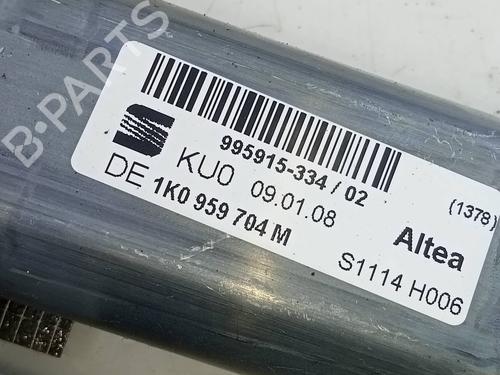 B-PARTS
995915-334 / 02
KU0 09.01.08 (1378)
DE 1K0 959 704 M Altea
S1114 H006